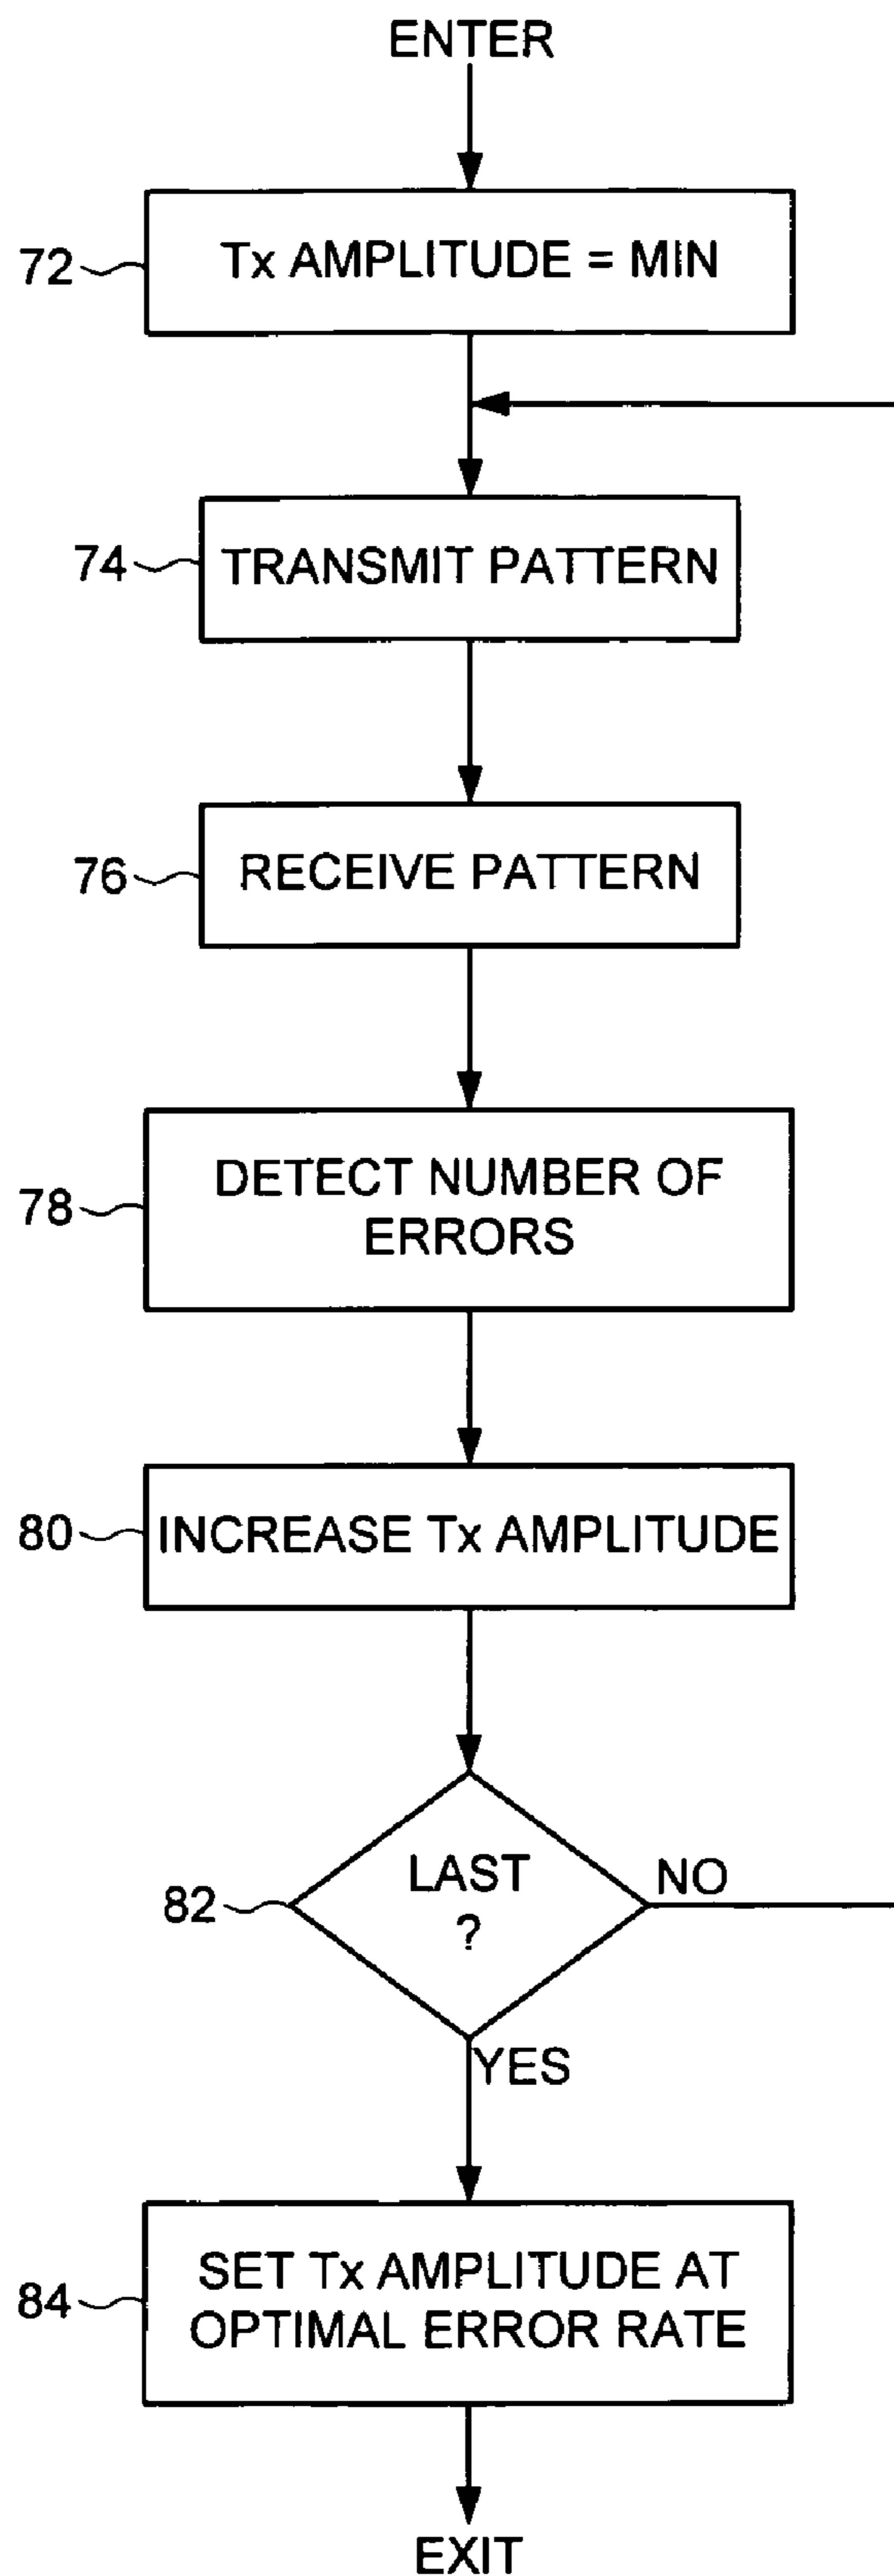 ENTER
72
Tx AMPLITUDE = MIN
74
TRANSMIT PATTERN
76
RECEIVE PATTERN
78
DETECT NUMBER OF
ERRORS
80
INCREASE Tx AMPLITUDE
82
LAST
?
NO
YES
84
SET Tx AMPLITUDE AT
OPTIMAL ERROR RATE
EXIT